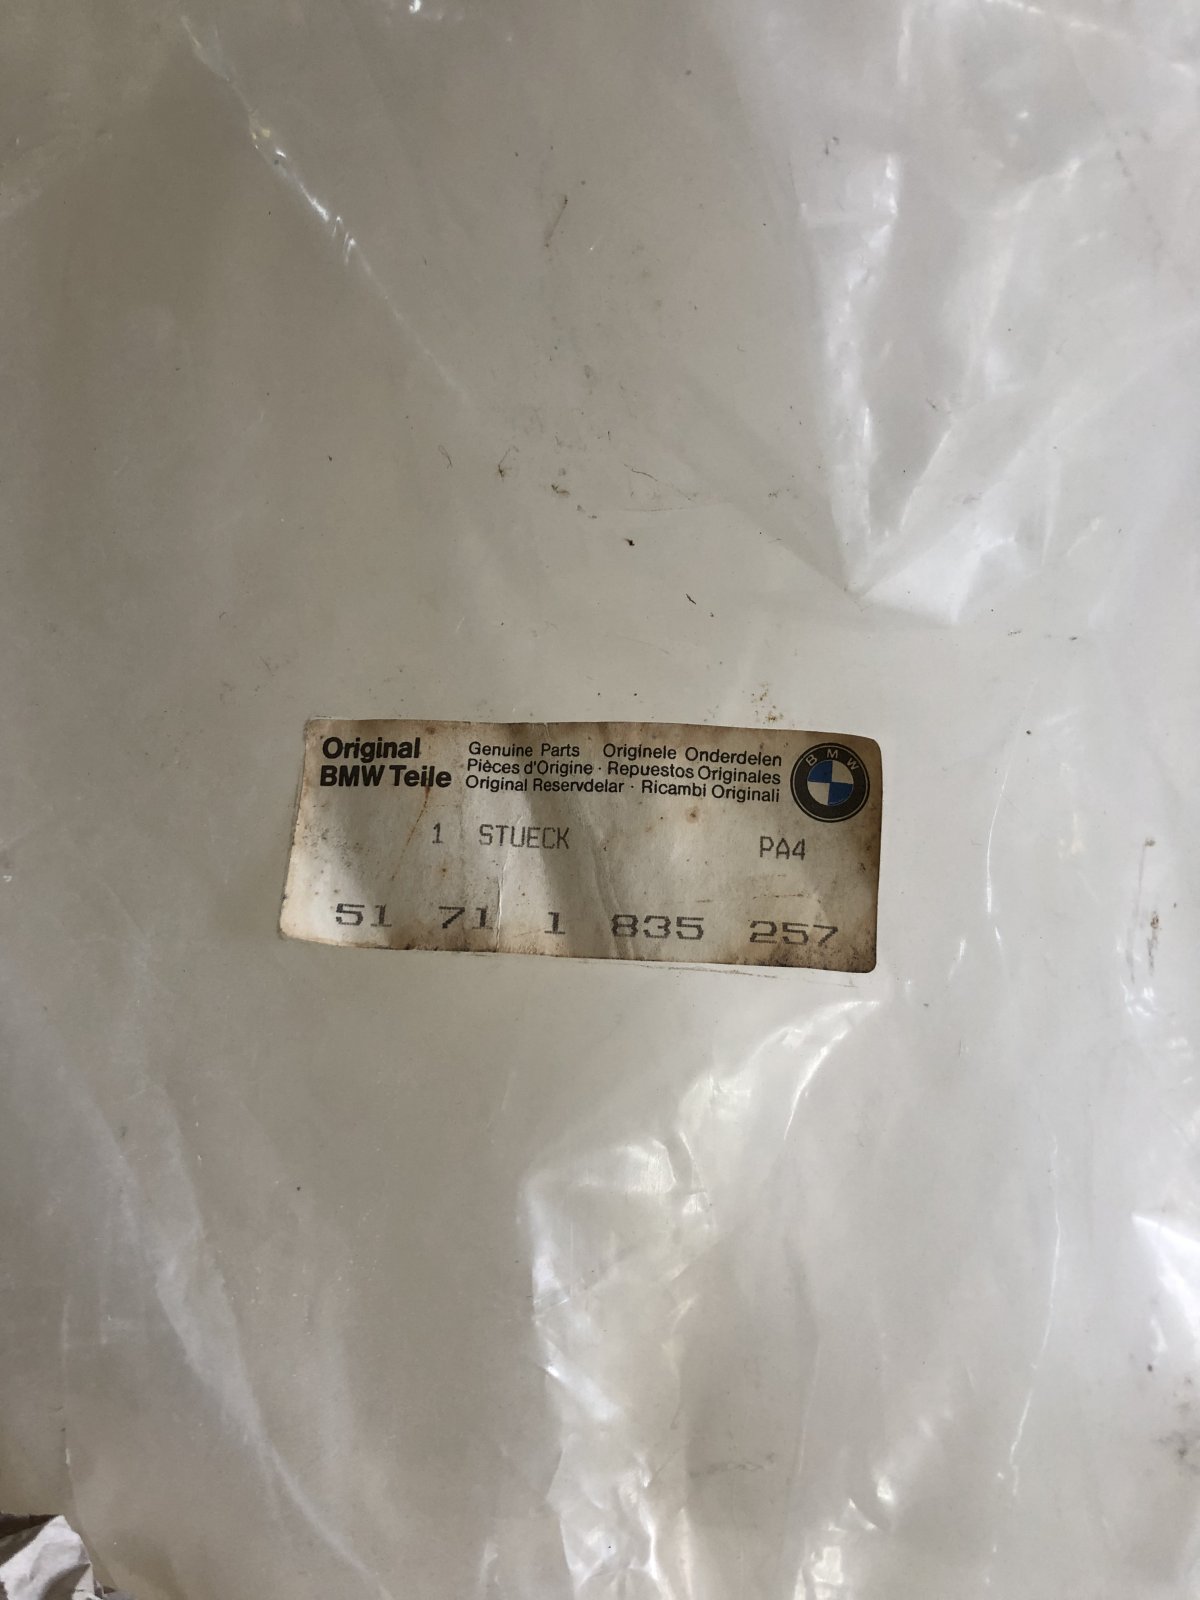 Original
BMW Teile
Genuine Parts Originele Onderdelen
Pièces d'Origine · Repuestos Originales
Original Reservdelar · Ricambi Originali
BMW
1 STUECK PA4
51 71 1 835 257